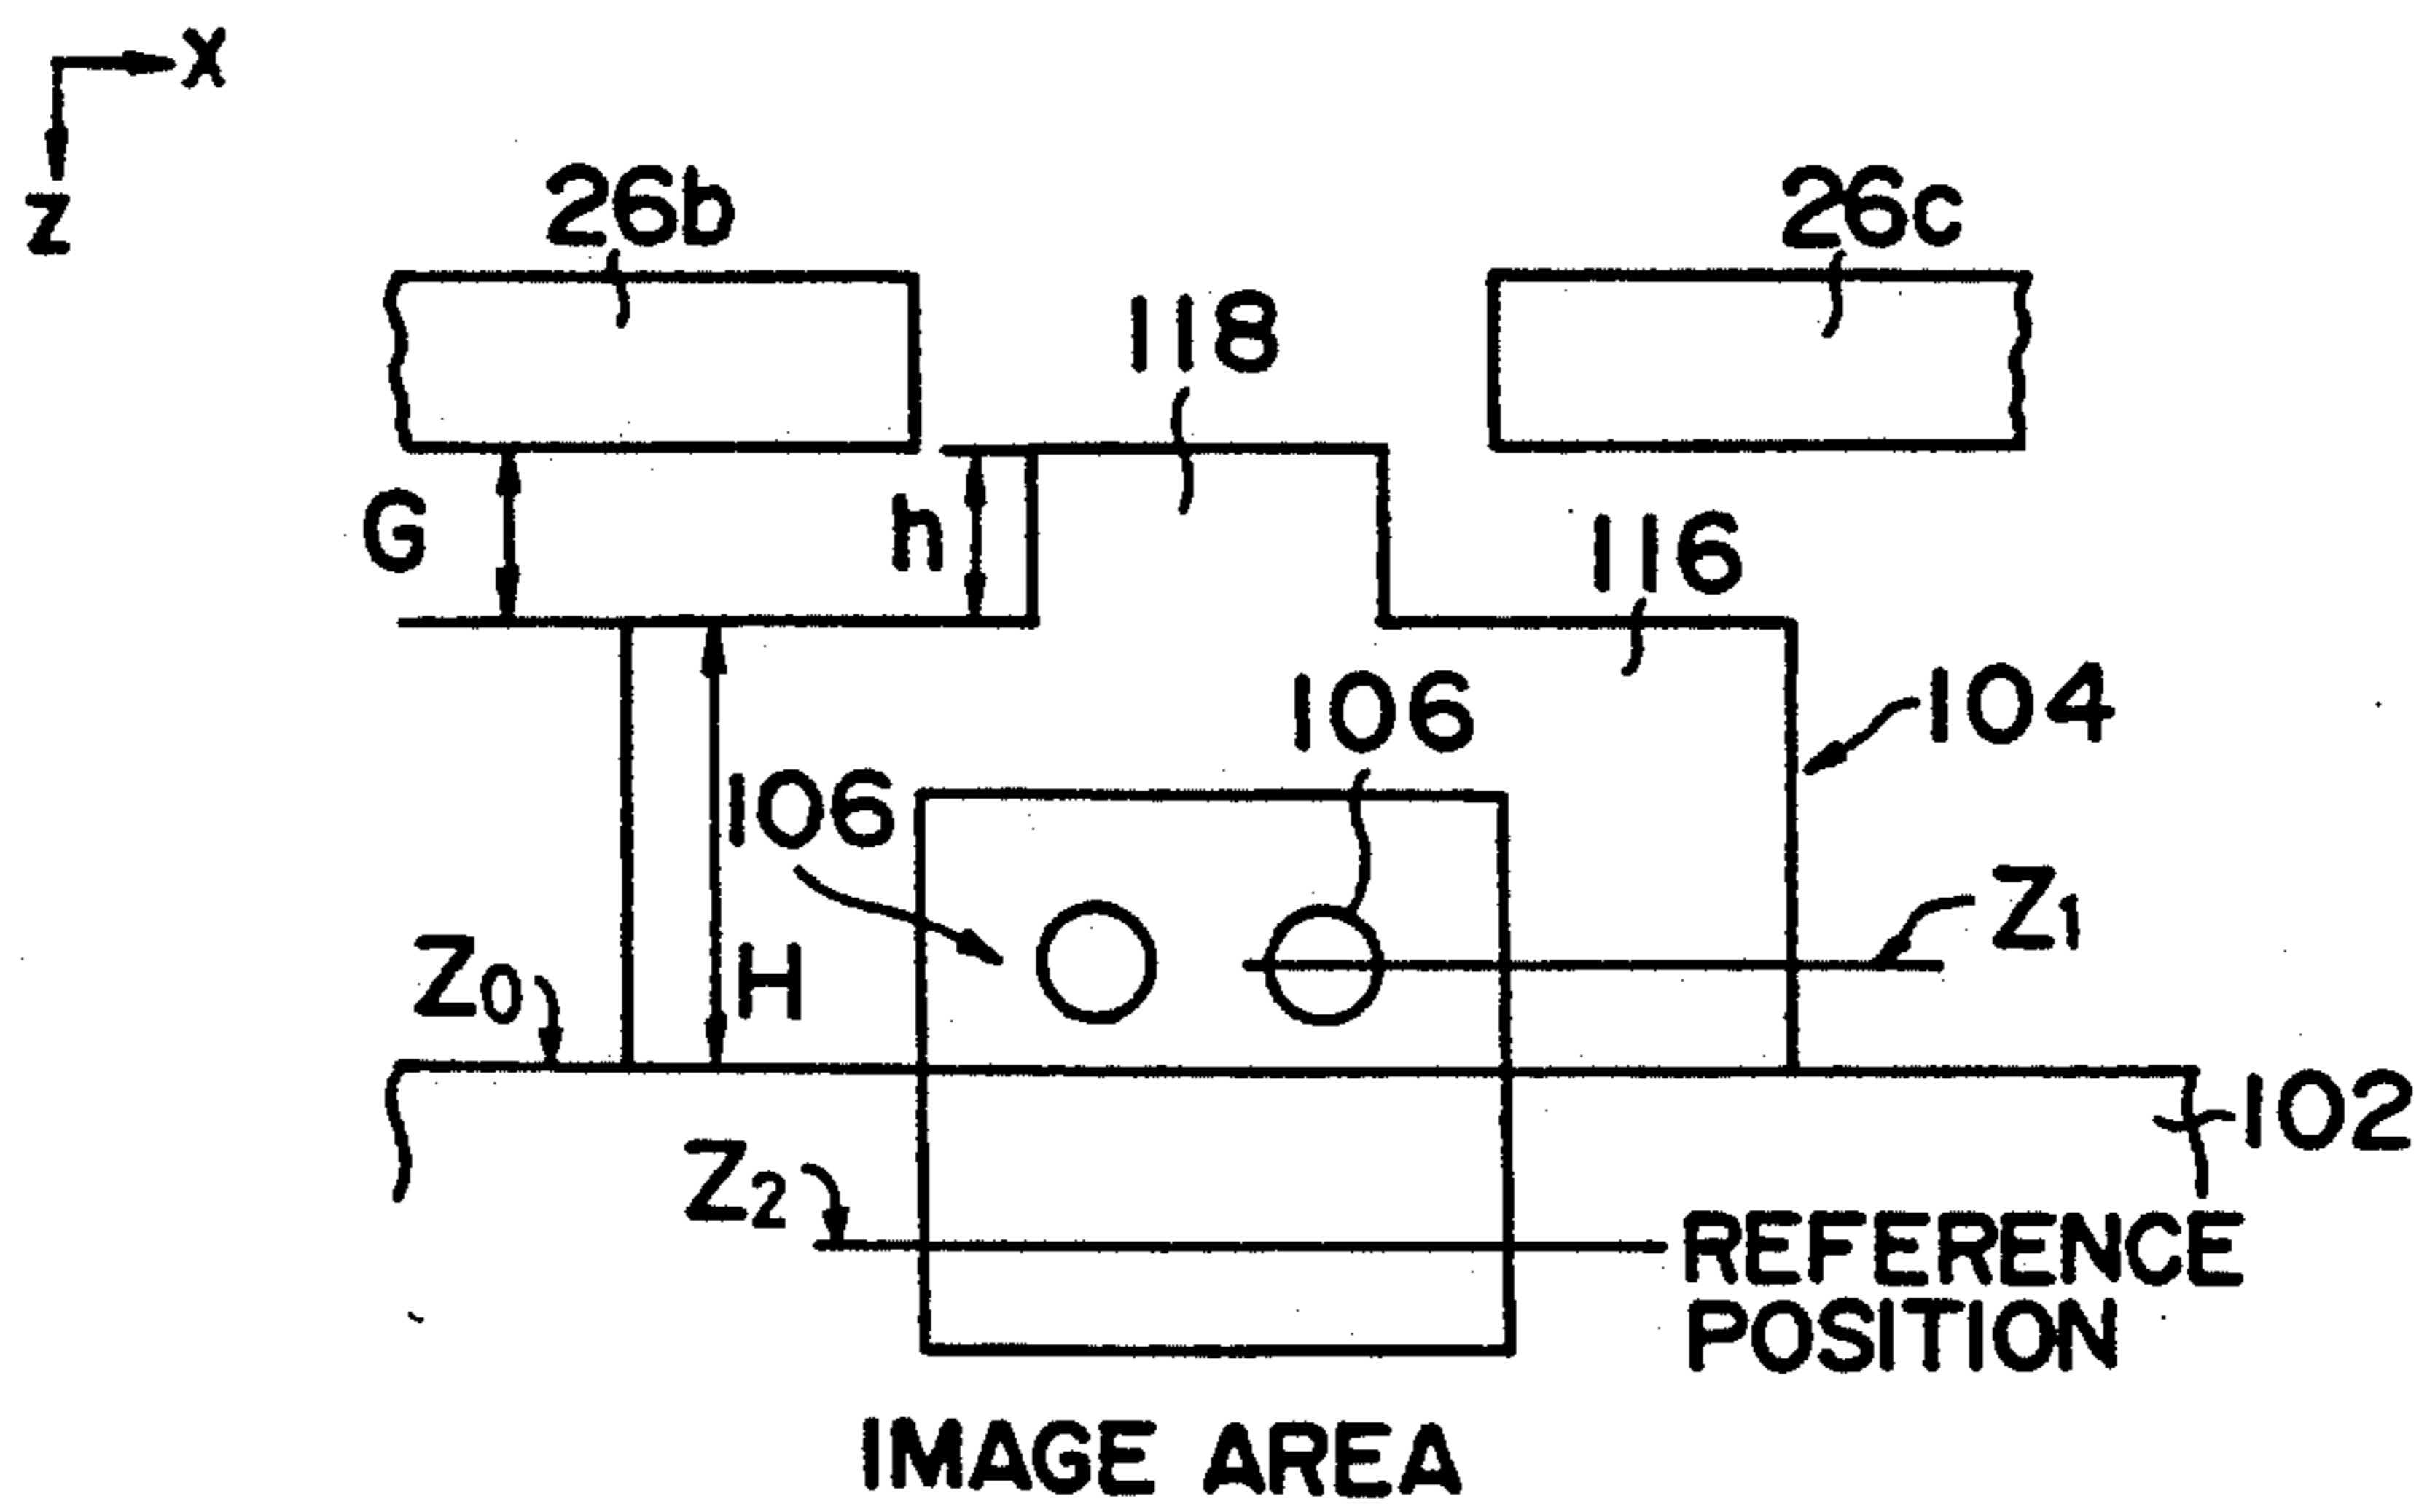 X
Z
26b
26c
118
G
h
116
106
104
106
Z1
Z0
H
102
Z2
REFERENCE
POSITION
IMAGE AREA